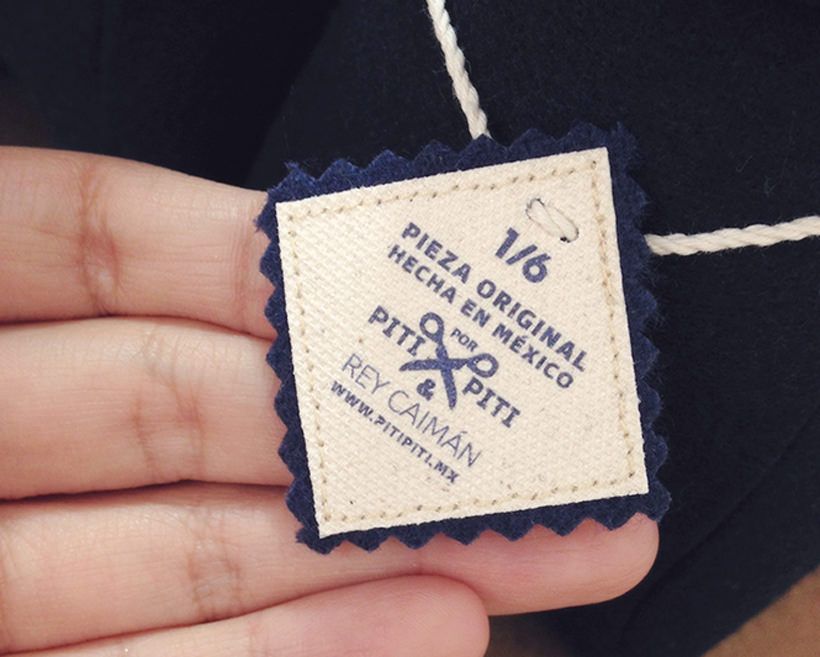 1/6
PIEZA ORIGINAL
HECHA EN MÉXICO
POR
PITI PITI
&
REY CAIMÁN
WWW.PITIPITI.MX